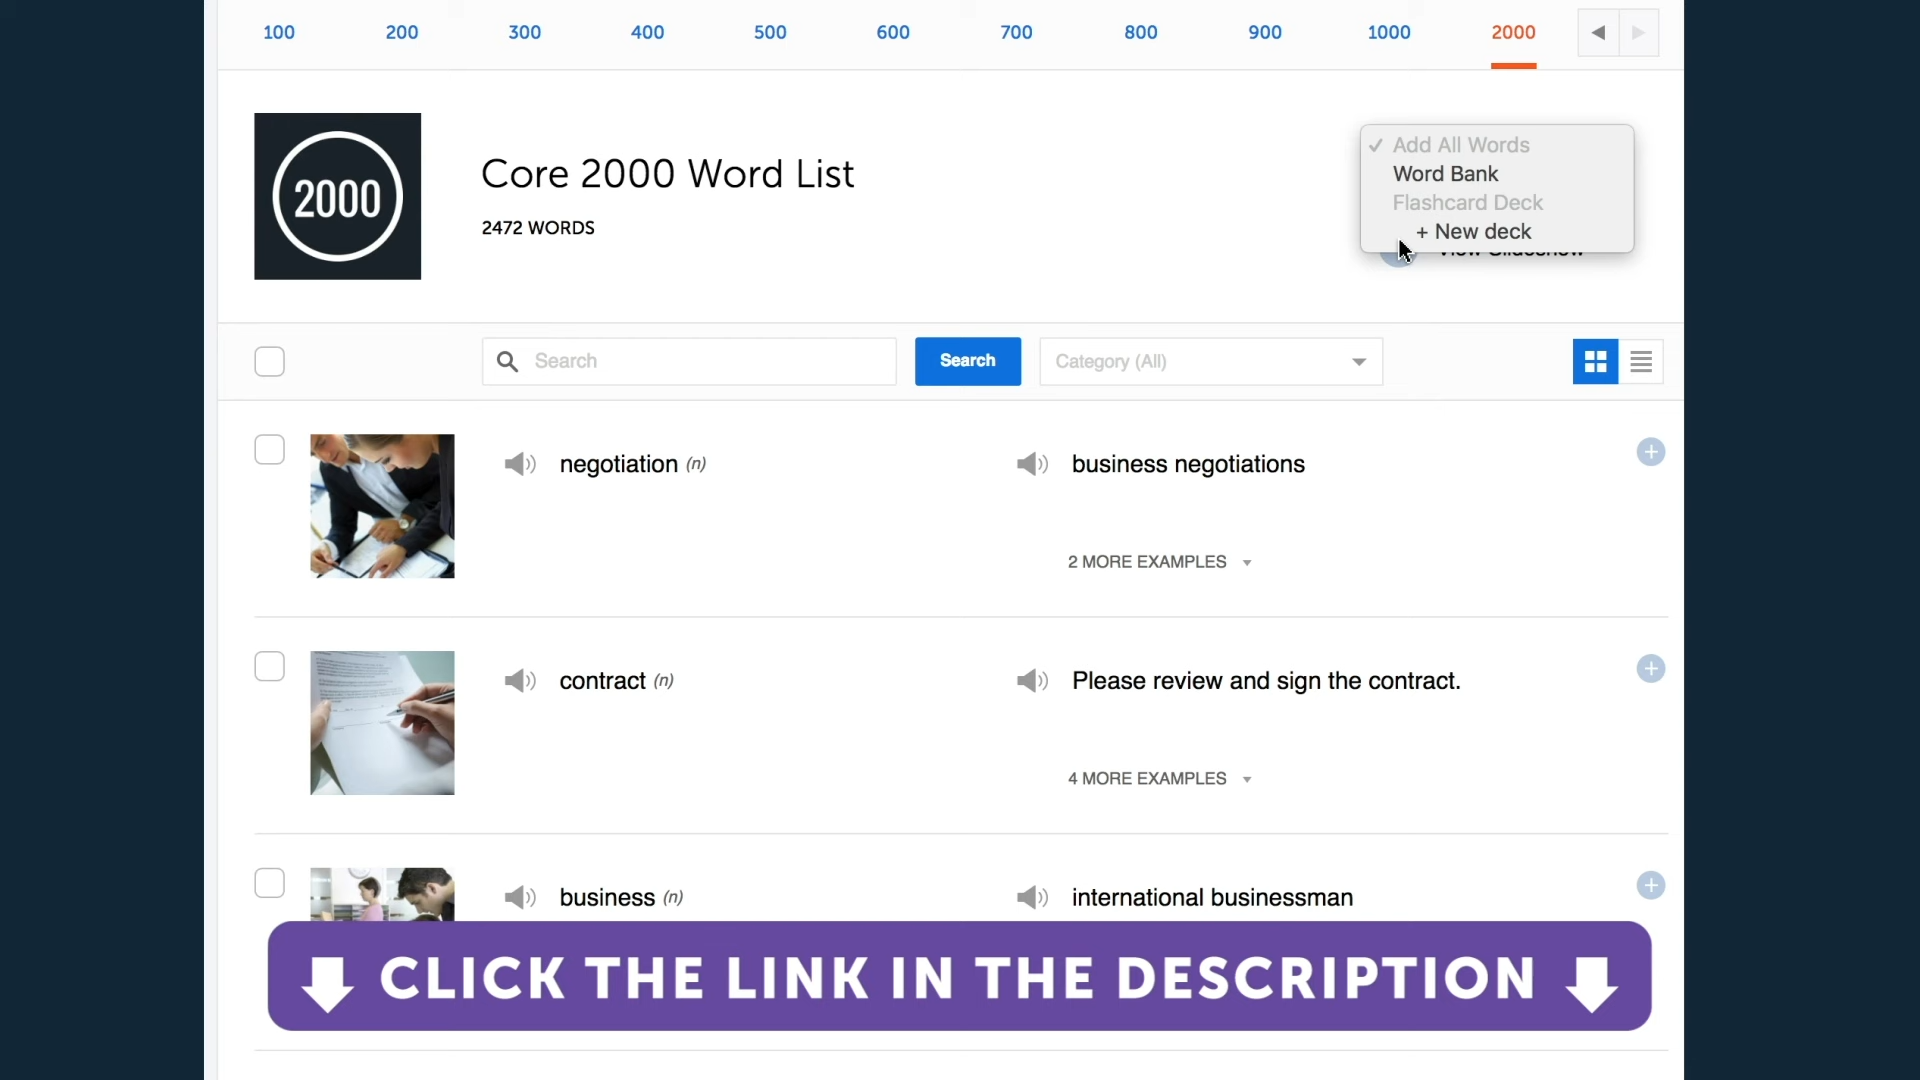 100 200 300 400 500 600 700 800 900 1000 2000
2000
Core 2000 Word List
2472 WORDS
✓ Add All Words
Word Bank
Flashcard Deck
+ New deck
View Slideshow
Search
Search
Category (All)
negotiation (n)
business negotiations
2 MORE EXAMPLES
contract (n)
Please review and sign the contract.
4 MORE EXAMPLES
business (n)
international businessman
CLICK THE LINK IN THE DESCRIPTION